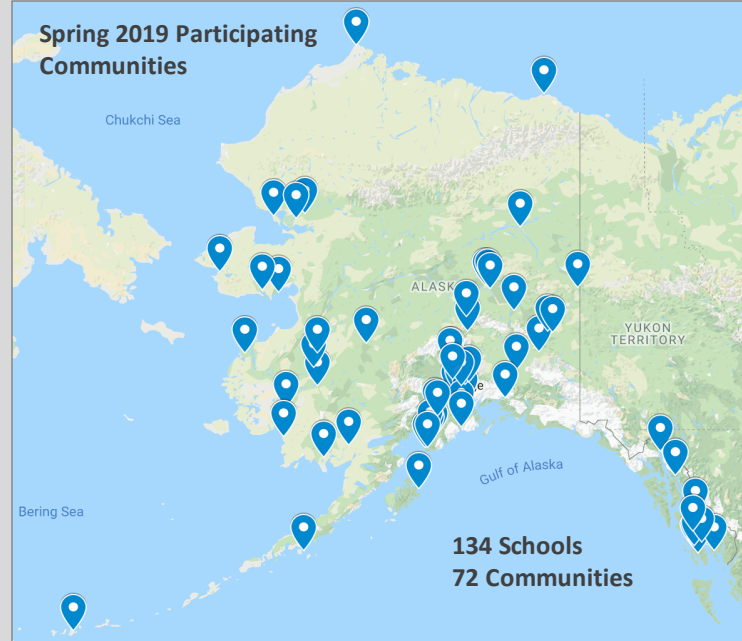 Spring 2019 Participating
Communities
Chukchi Sea
ALASK
YUKON
TERRITORY
e
Gulf of Alaska
Bering Sea
134 Schools
72 Communities